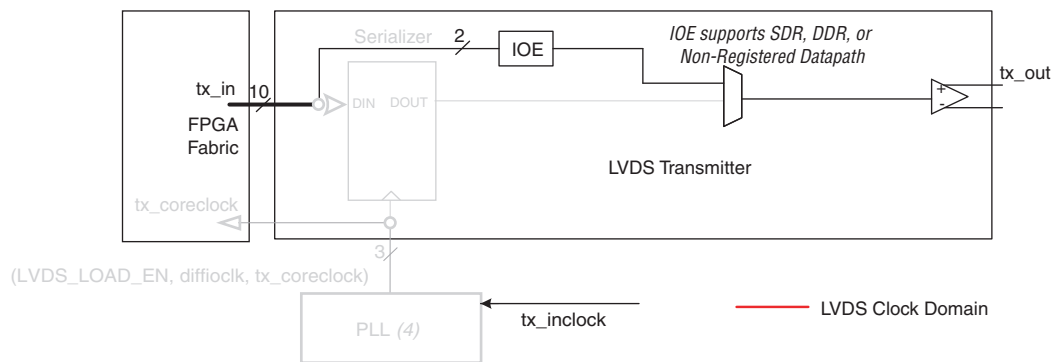 Serializer
2
IOE
IOE supports SDR, DDR, or
Non-Registered Datapath
tx_out
tx_in
10
DIN
DOUT
+
-
FPGA
Fabric
LVDS Transmitter
tx_coreclock
3
(LVDS_LOAD_EN, diffioclk, tx_coreclock)
PLL (4)
tx_inclock
LVDS Clock Domain